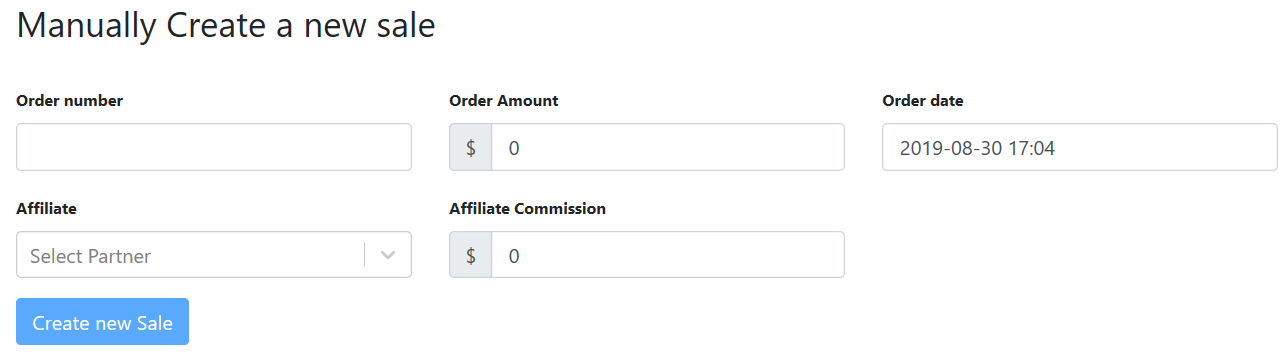 Manually Create a new sale
Order number Order Amount Order date
$ 0 2019-08-30 17:04
Affiliate Affiliate Commission
Select Partner $ 0
Create new Sale